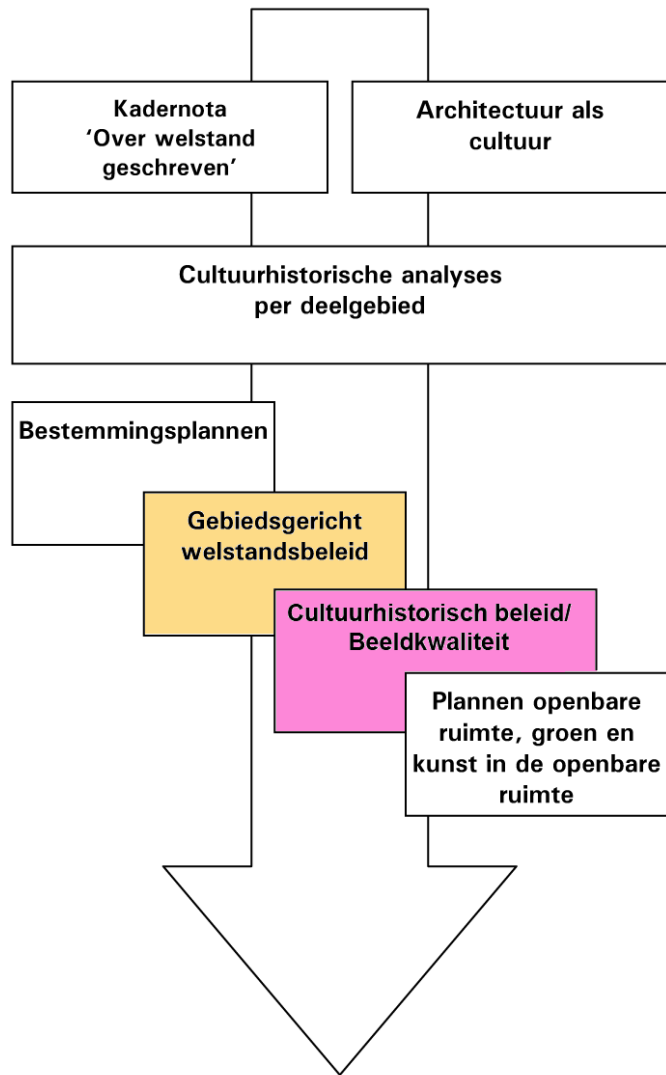 Kadernota
‘Over welstand
geschreven’
Architectuur als
cultuur
Cultuurhistorische analyses
per deelgebied
Bestemmingsplannen
Gebiedsgericht
welstandsbeleid
Cultuurhistorisch beleid/
Beeldkwaliteit
Plannen openbare
ruimte, groen en
kunst in de openbare
ruimte